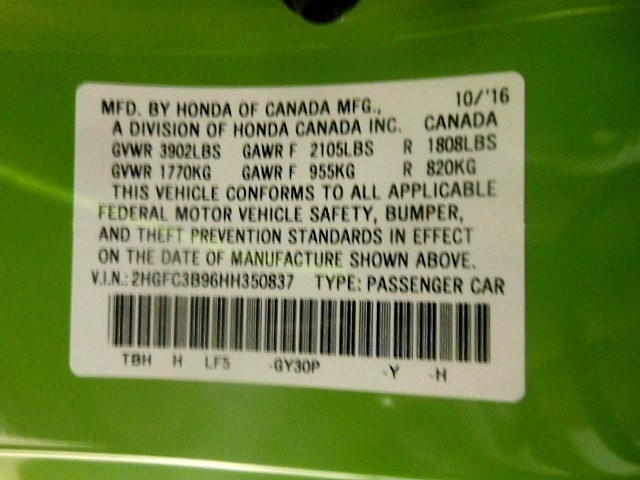 MFD. BY HONDA OF CANADA MFG., 10/'16
A DIVISION OF HONDA CANADA INC. CANADA
GVWR 3902LBS GAWR F 2105LBS R 1808LBS
GVWR 1770KG GAWR F 955KG R 820KG
THIS VEHICLE CONFORMS TO ALL APPLICABLE
FEDERAL MOTOR VEHICLE SAFETY, BUMPER,
AND THEFT PREVENTION STANDARDS IN EFFECT
ON THE DATE OF MANUFACTURE SHOWN ABOVE.
V.I.N.: 2HGFC3B96HH350837 TYPE: PASSENGER CAR
TBH H LF5 -GY30P -Y -H